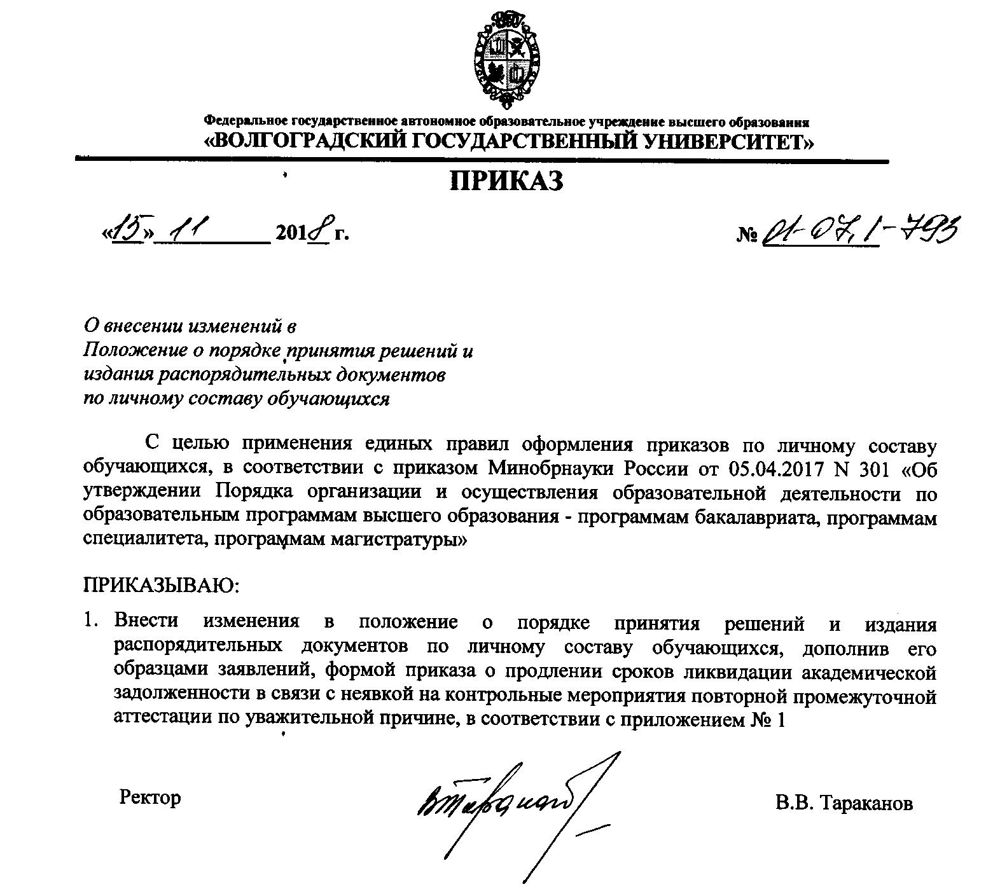 Федеральное государственное автономное образовательное учреждение высшего образования
«ВОЛГОГРАДСКИЙ ГОСУДАРСТВЕННЫЙ УНИВЕРСИТЕТ»
ПРИКАЗ
«15» 11 2018 г.
№ 01-07.1-793
О внесении изменений в
Положение о порядке принятия решений и
издания распорядительных документов
по личному составу обучающихся
С целью применения единых правил оформления приказов по личному составу
обучающихся, в соответствии с приказом Минобрнауки России от 05.04.2017 N 301 «Об
утверждении Порядка организации и осуществления образовательной деятельности по
образовательным программам высшего образования - программам бакалавриата, программам
специалитета, программам магистратуры»
ПРИКАЗЫВАЮ:
1. Внести изменения в положение о порядке принятия решений и издания
распорядительных документов по личному составу обучающихся, дополнив его
образцами заявлений, формой приказа о продлении сроков ликвидации академической
задолженности в связи с неявкой на контрольные мероприятия повторной промежуточной
аттестации по уважительной причине, в соответствии с приложением № 1
Ректор
В.В. Тараканов